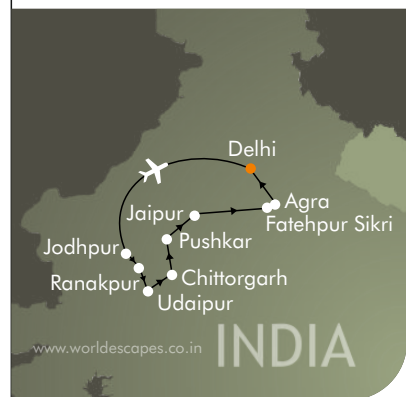 Delhi
Agra
Jaipur
Fatehpur Sikri
Pushkar
Jodhpur
Chittorgarh
Ranakpur
Udaipur
www.worldescapes.co.in
INDIA